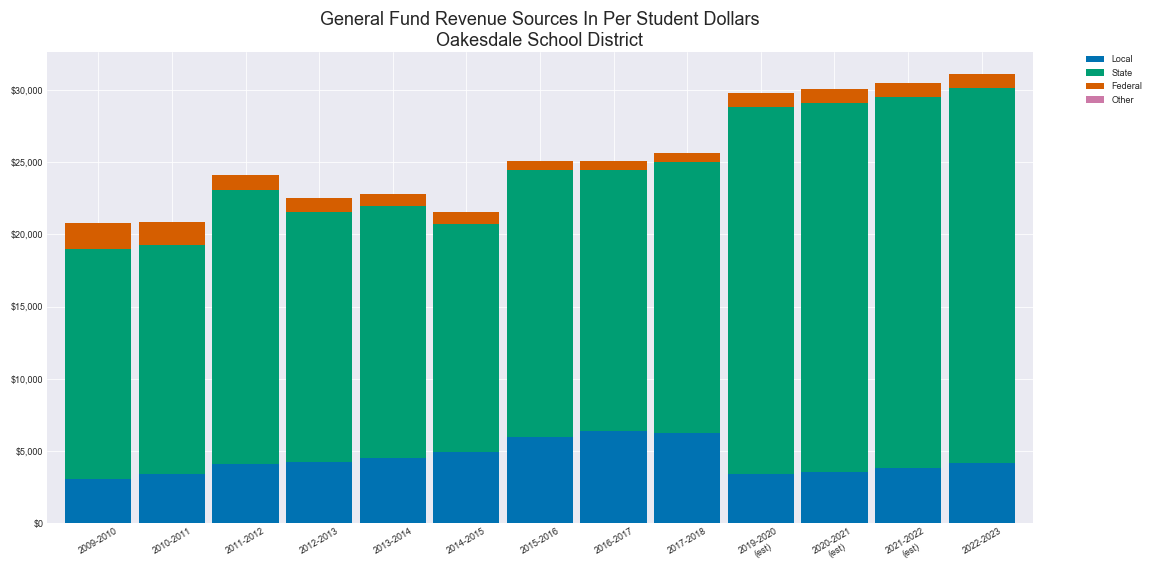 General Fund Revenue Sources In Per Student Dollars
Oakesdale School District
Local
State
Federal
Other
$30,000
$25,000
$20,000
$15,000
$10,000
$5,000
$0
2009-2010
2010-2011
2011-2012
2012-2013
2013-2014
2014-2015
2015-2016
2016-2017
2017-2018
2019-2020
(est)
2020-2021
(est)
2021-2022
(est)
2022-2023